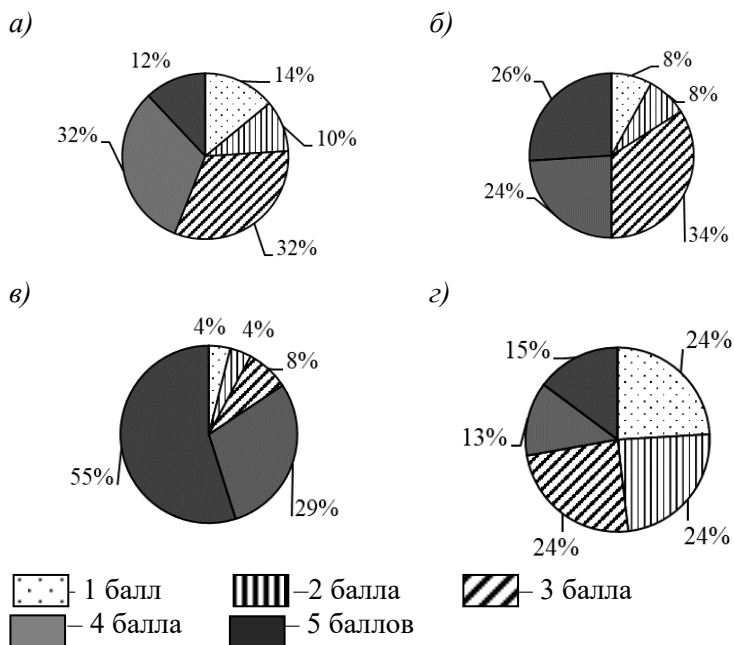 а)
12%
14%
10%
32%
32%
б)
8%
8%
26%
24%
34%
в)
4%
4%
8%
55%
29%
г)
15%
24%
13%
24%
24%
- 1 балл
–2 балла
- 3 балла
– 4 балла
– 5 баллов